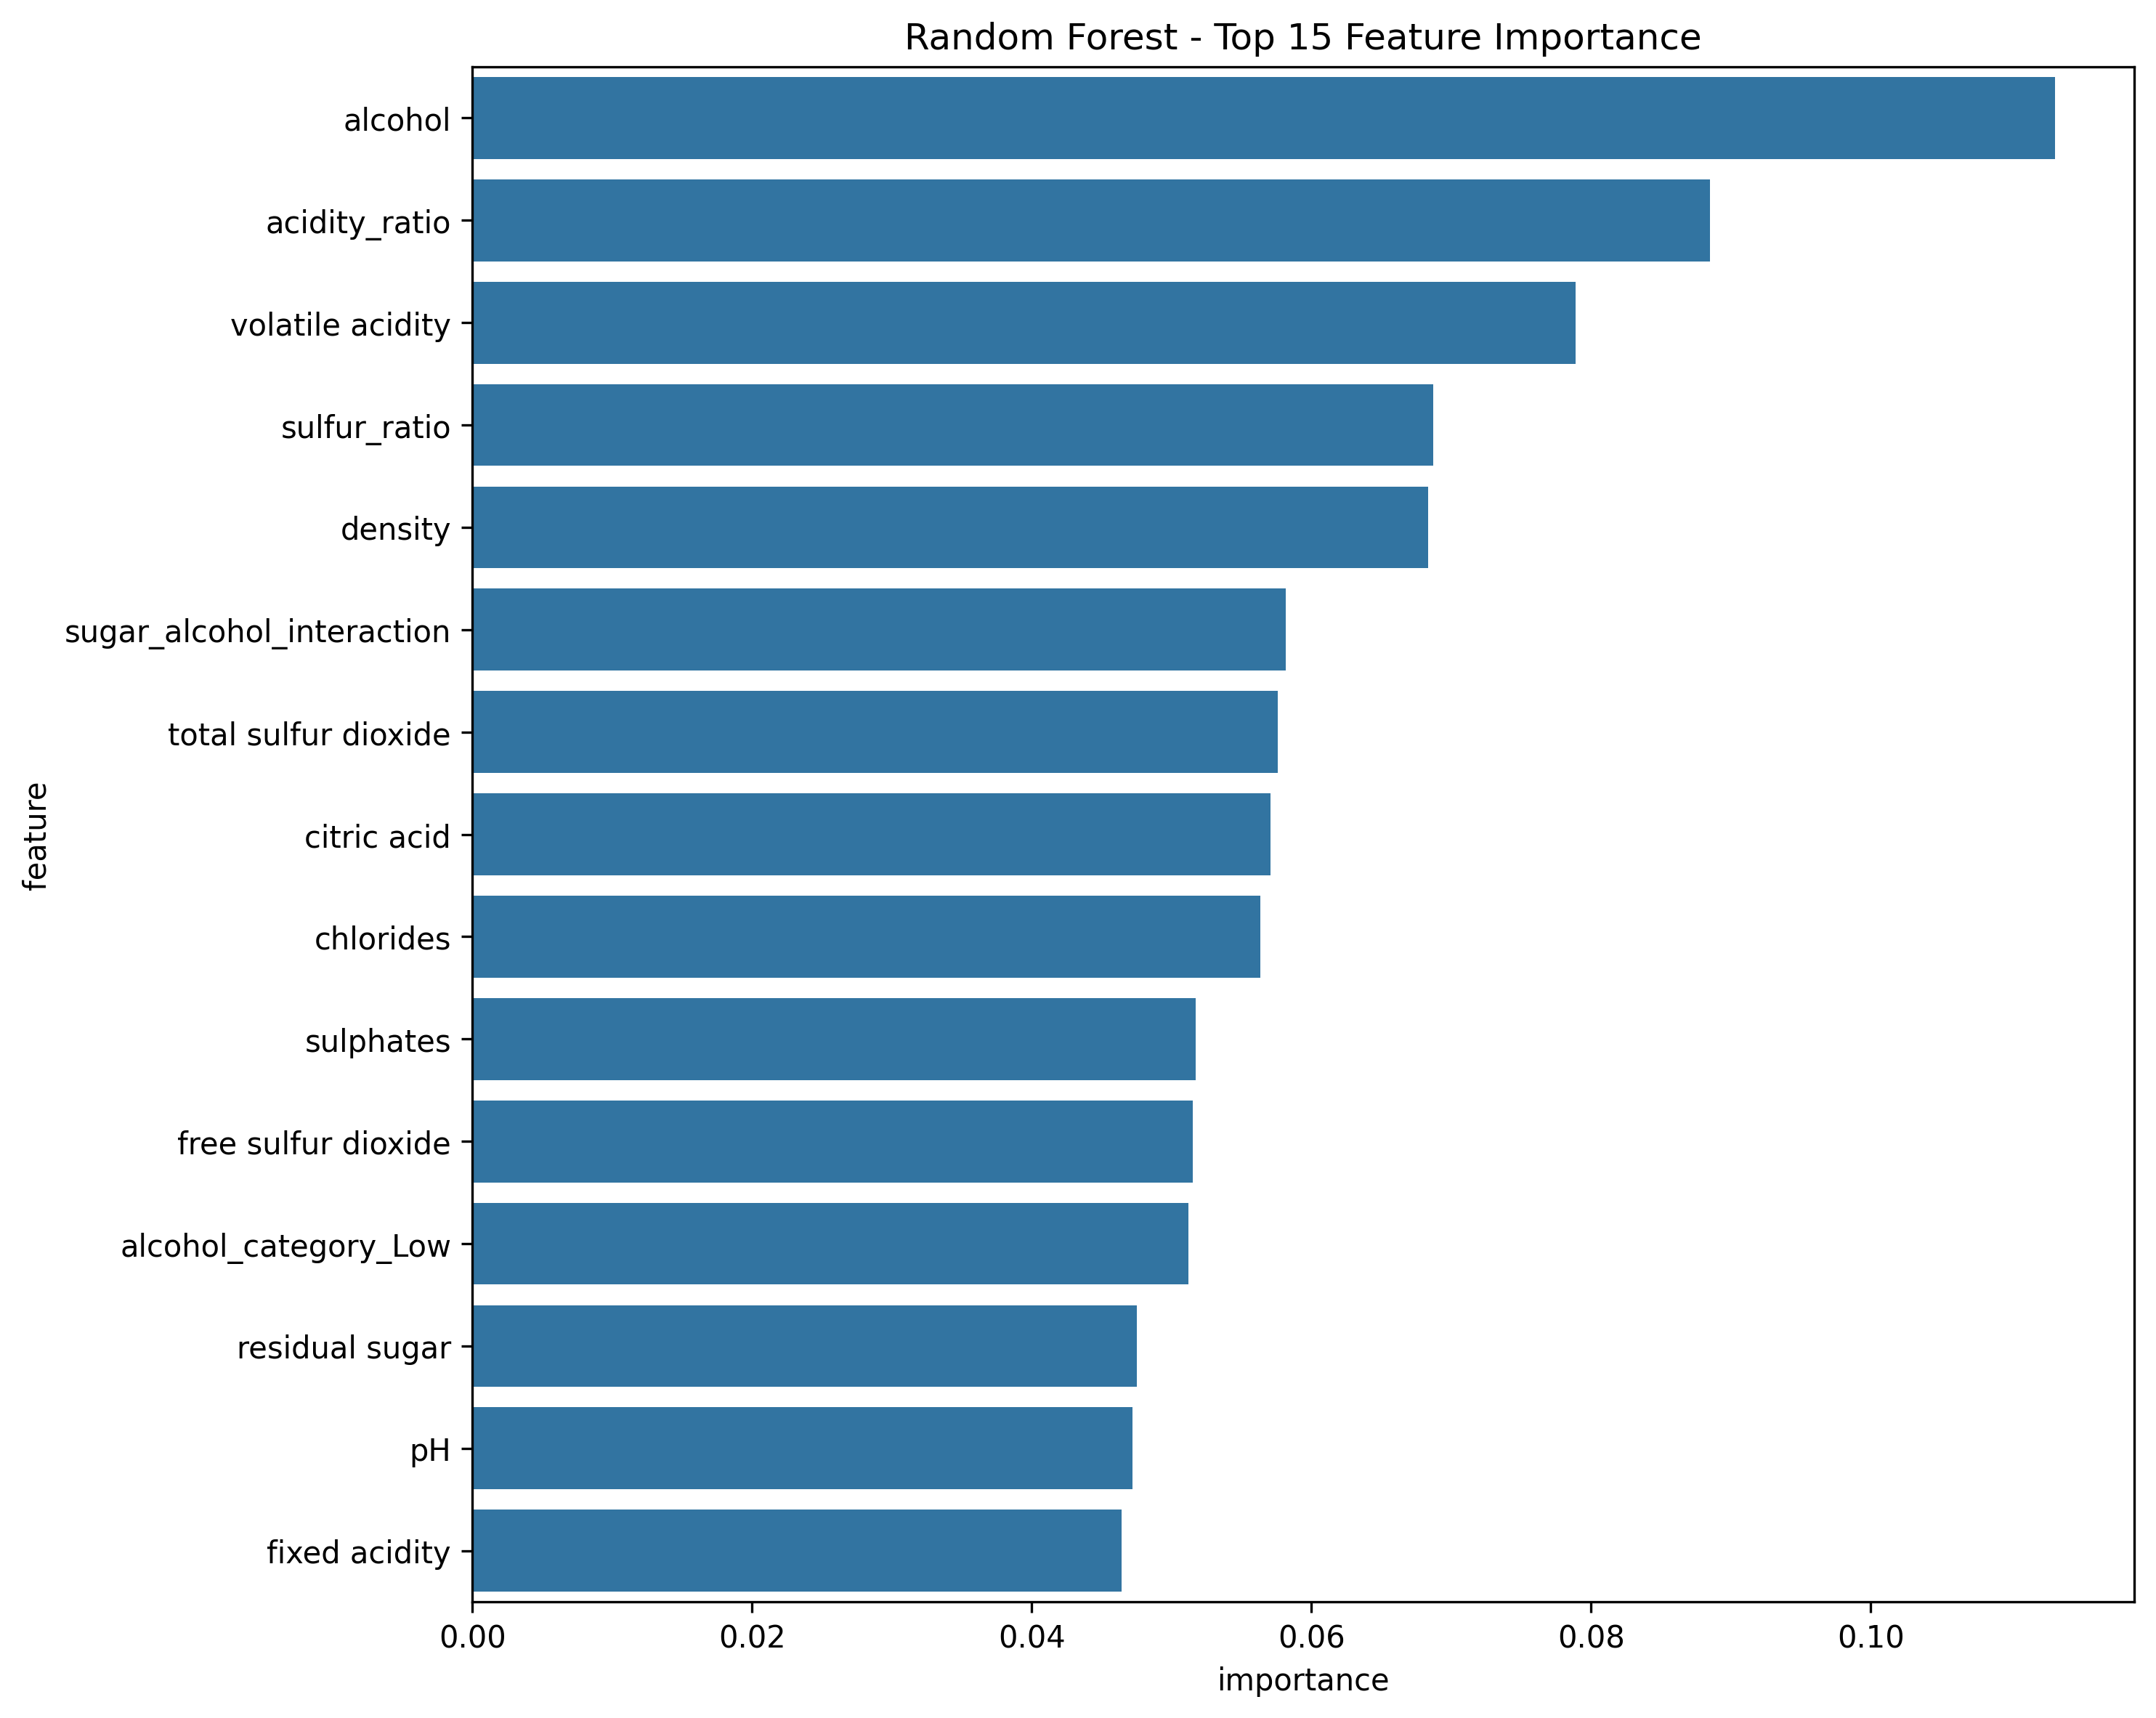 Random Forest - Top 15 Feature Importance
alcohol
acidity_ratio
volatile acidity
sulfur_ratio
density
sugar_alcohol_interaction
total sulfur dioxide
citric acid
chlorides
sulphates
free sulfur dioxide
alcohol_category_Low
residual sugar
pH
fixed acidity
feature
0.00 0.02 0.04 0.06 0.08 0.10
importance